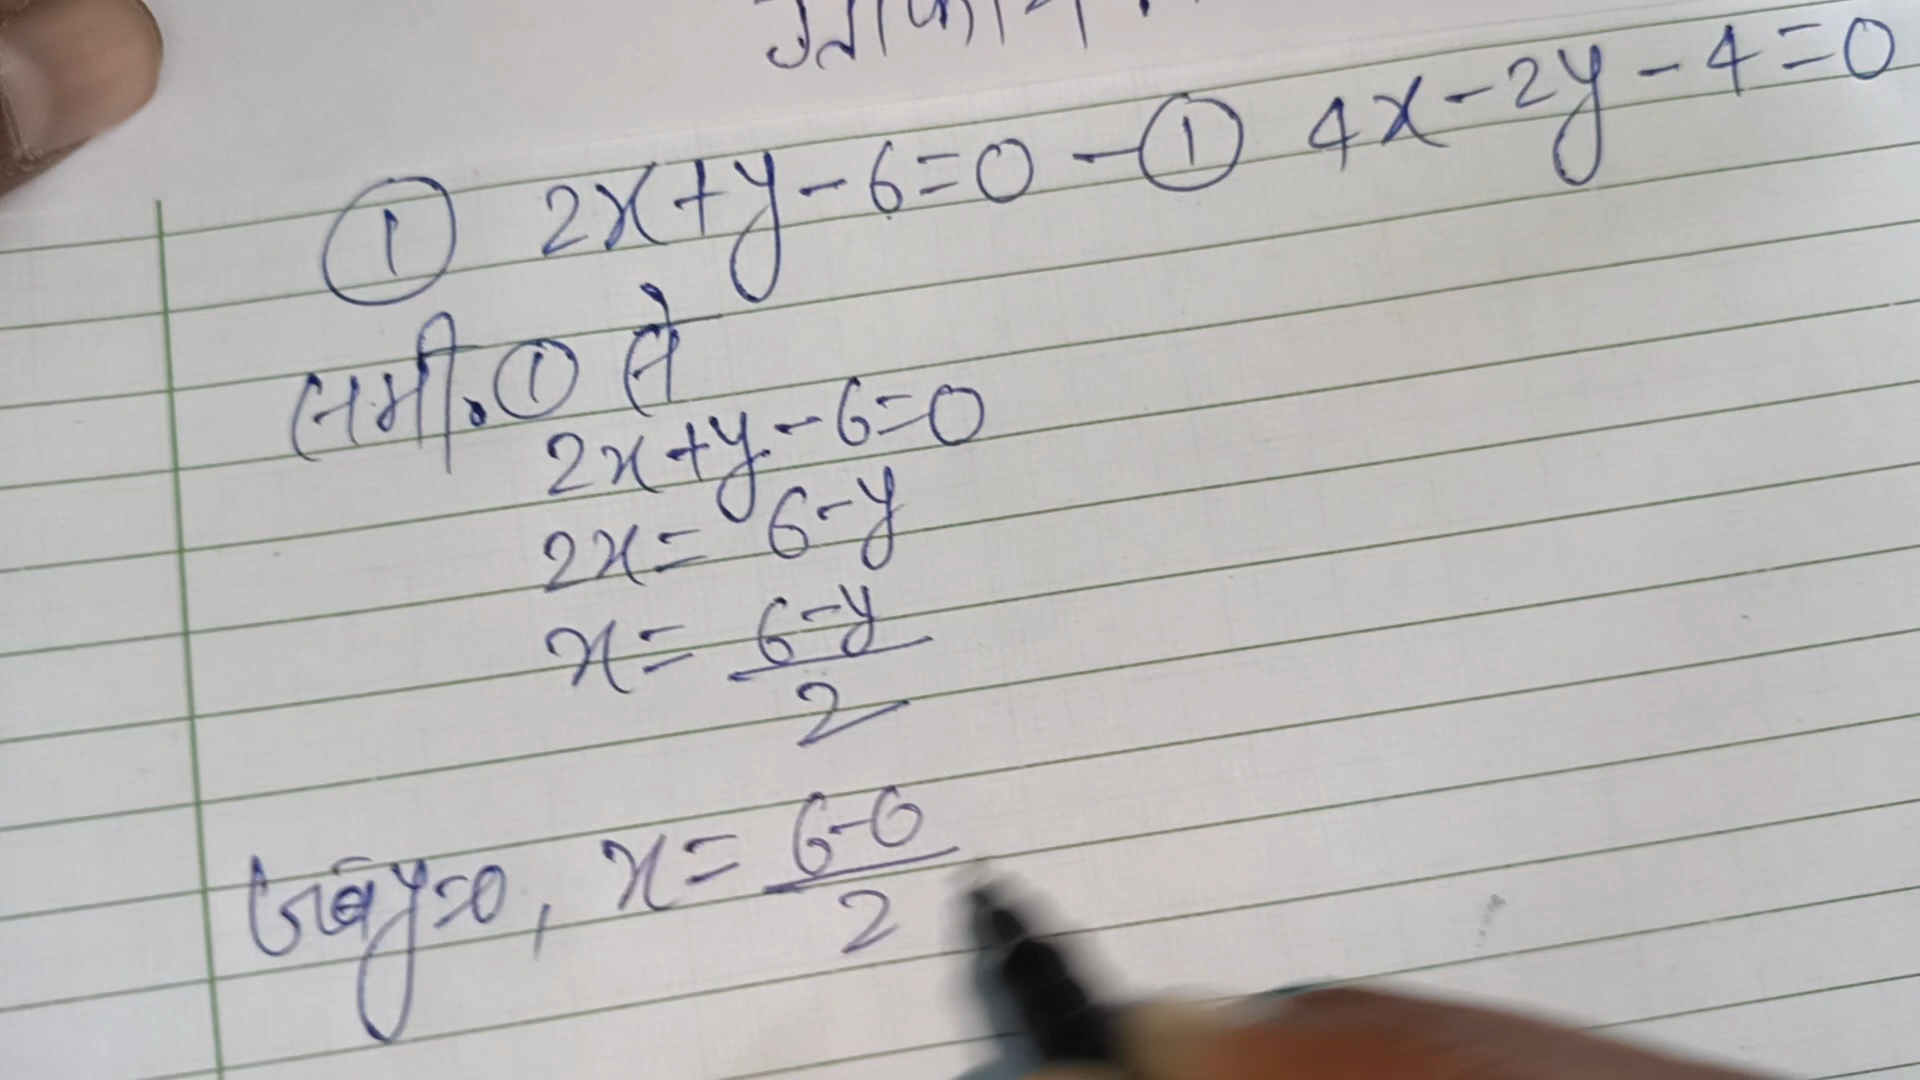 ① 2x+y-6=0 -① 4x-2y-4=0
समी.① से
2x+y-6=0
2x= 6-y
x= 6-y/2
जब y=0, x= 6-0/2